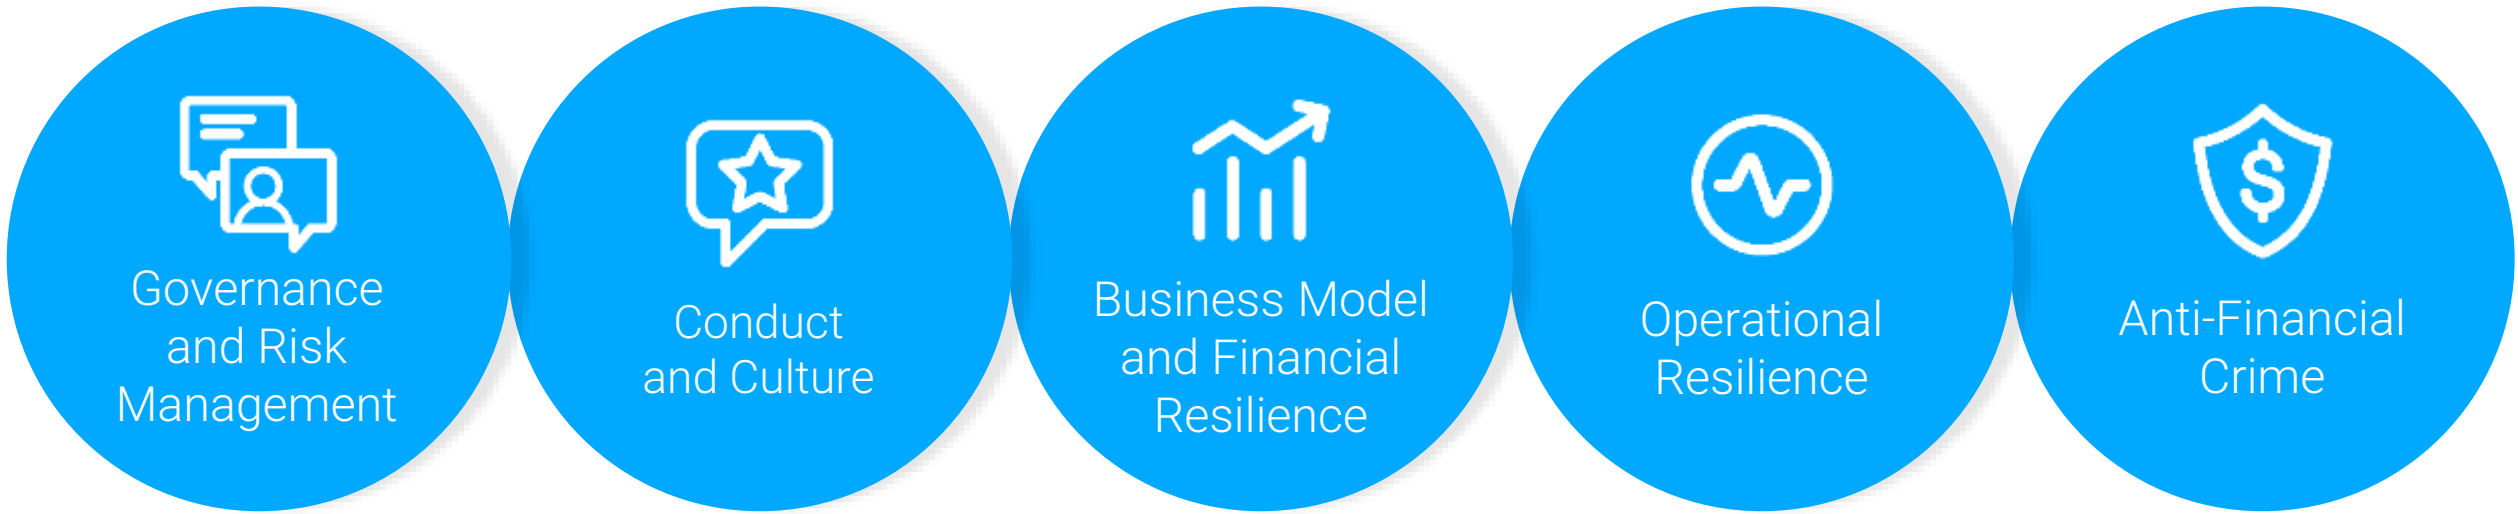 Governance
and Risk
Management
Conduct
and Culture
Business Model
and Financial
Resilience
Operational
Resilience
Anti-Financial
Crime